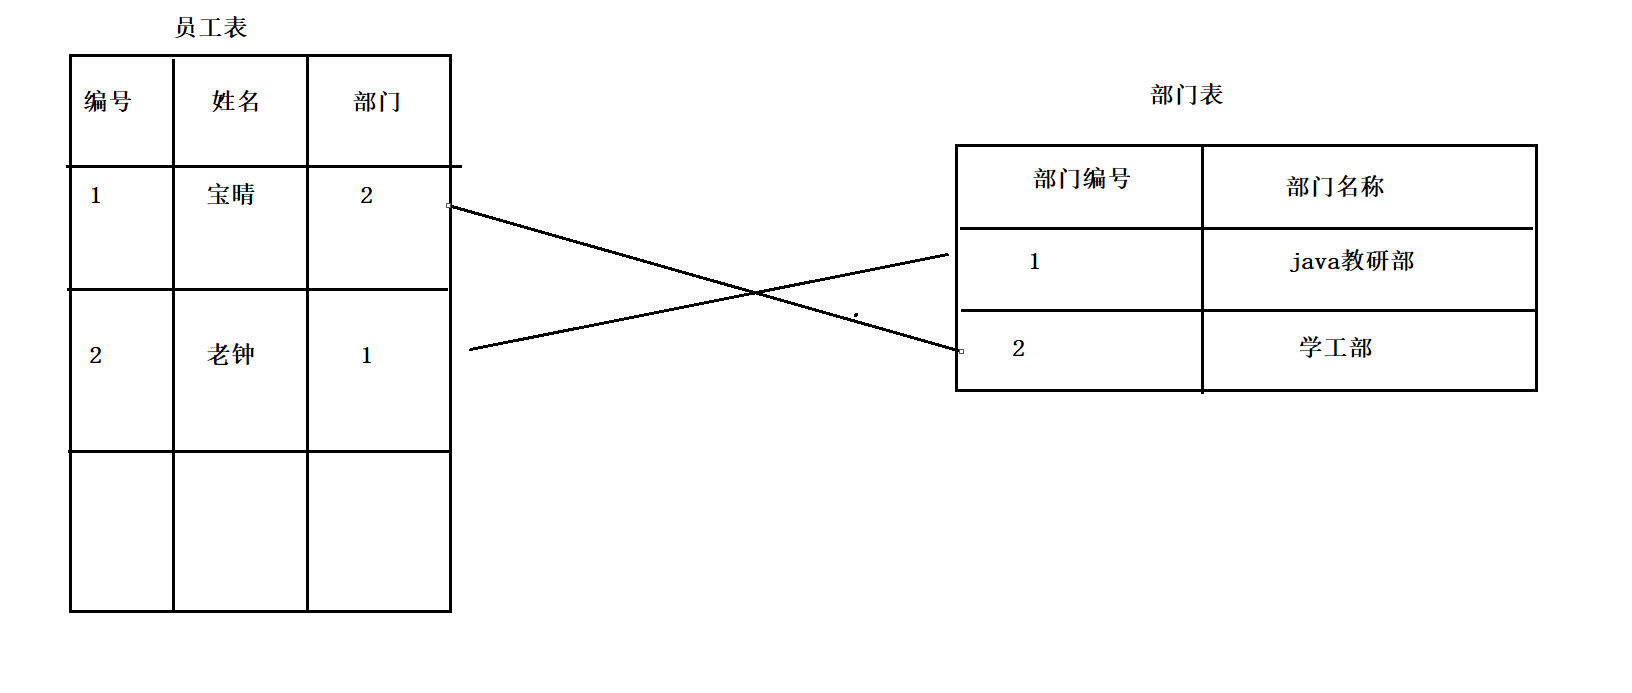 员工表
编号 姓名 部门
1 宝晴 2
2 老钟 1
部门表
部门编号 部门名称
1 java教研部
2 学工部